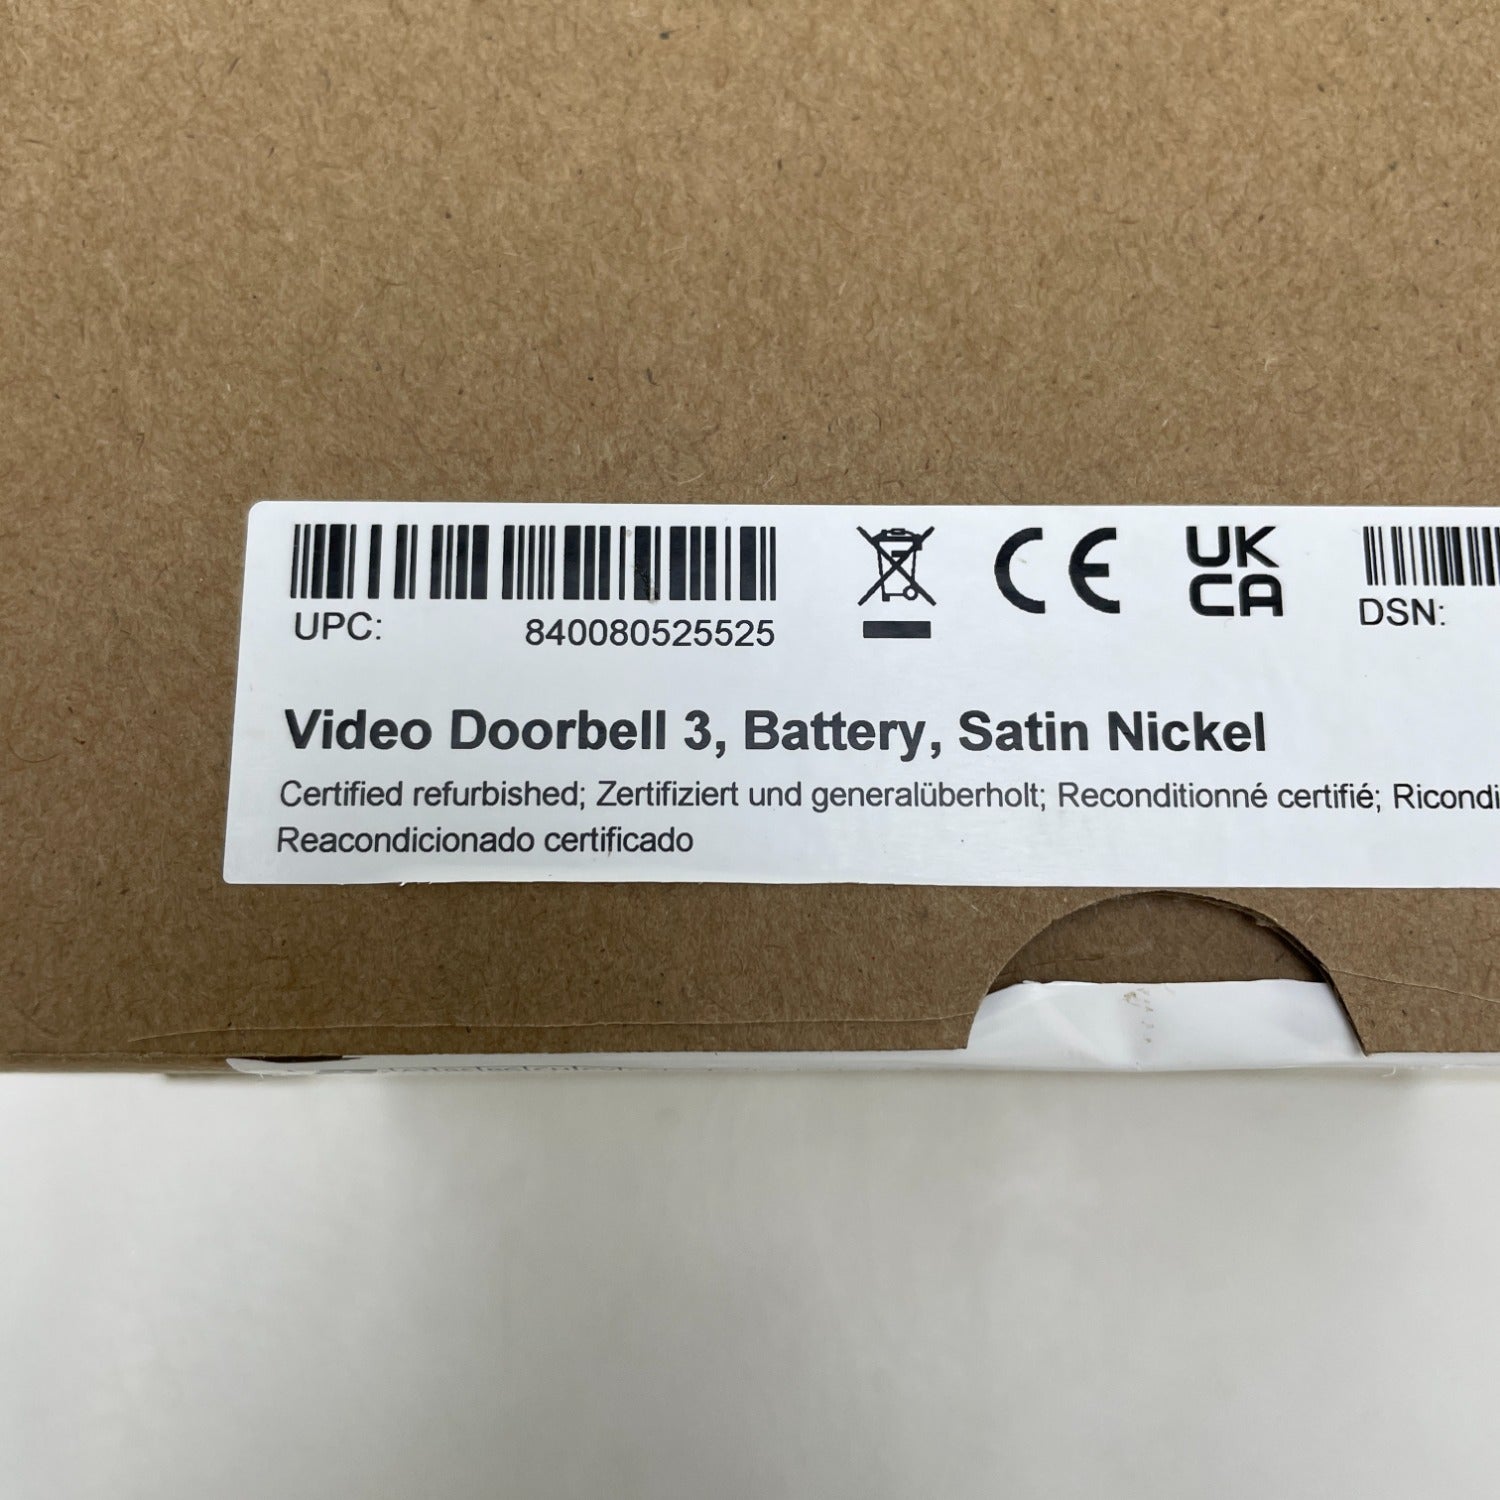 UPC: 840080525525
CE
UK
CA
DSN:
Video Doorbell 3, Battery, Satin Nickel
Certified refurbished; Zertifiziert und generalüberholt; Reconditionné certifié;
Reacondicionado certificado